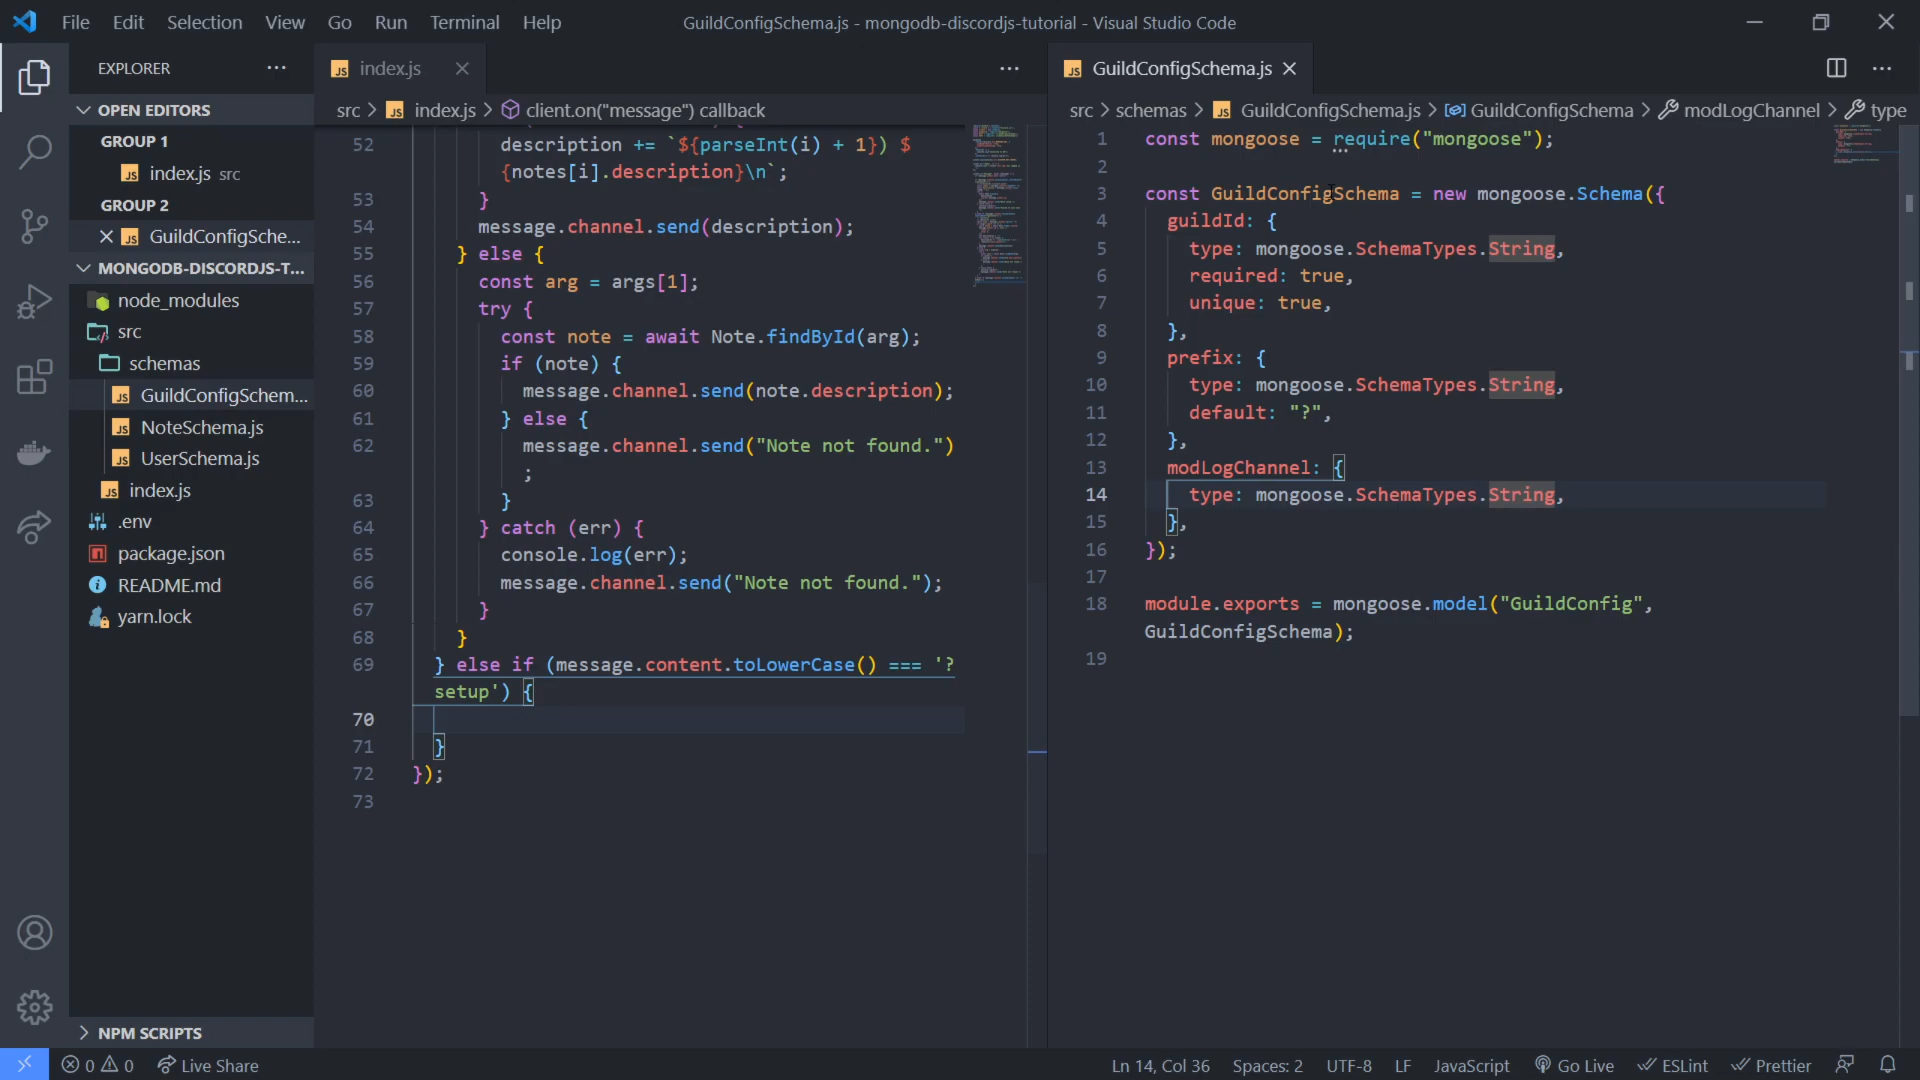 File Edit Selection View Go Run Terminal Help
GuildConfigSchema.js - mongodb-discordjs-tutorial - Visual Studio Code
EXPLORER
OPEN EDITORS
GROUP 1
index.js src
GROUP 2
GuildConfigSche...
MONGODB-DISCORDJS-T...
node_modules
src
schemas
GuildConfigSchem...
NoteSchema.js
UserSchema.js
index.js
.env
package.json
README.md
yarn.lock
NPM SCRIPTS
index.js
src > index.js > client.on("message") callback
52 description += `${parseInt(i) + 1}) $
{notes[i].description}\n`;
53 }
54 message.channel.send(description);
55 } else {
56 const arg = args[1];
57 try {
58 const note = await Note.findById(arg);
59 if (note) {
60 message.channel.send(note.description);
61 } else {
62 message.channel.send("Note not found.")
;
63 }
64 } catch (err) {
65 console.log(err);
66 message.channel.send("Note not found.");
67 }
68 }
69 } else if (message.content.toLowerCase() === '?
setup') {
70
71 }
72 });
73
GuildConfigSchema.js
src > schemas > GuildConfigSchema.js > GuildConfigSchema > modLogChannel > type
1 const mongoose = require("mongoose");
2
3 const GuildConfigSchema = new mongoose.Schema({
4 guildId: {
5 type: mongoose.SchemaTypes.String,
6 required: true,
7 unique: true,
8 },
9 prefix: {
10 type: mongoose.SchemaTypes.String,
11 default: "?",
12 },
13 modLogChannel: {
14 type: mongoose.SchemaTypes.String,
15 },
16 });
17
18 module.exports = mongoose.model("GuildConfig",
GuildConfigSchema);
19
0 0 Live Share
Ln 14, Col 36 Spaces: 2 UTF-8 LF JavaScript Go Live ESLint Prettier